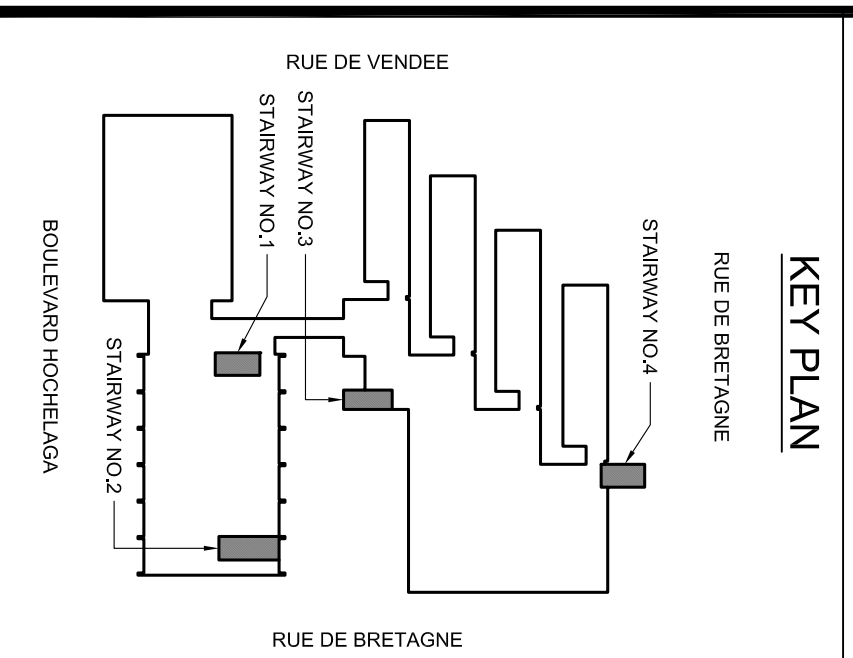 RUE DE VENDEE
STAIRWAY NO.1
STAIRWAY NO.3
STAIRWAY NO.4
RUE DE BRETAGNE
KEY PLAN
BOULEVARD HOCHELAGA
STAIRWAY NO.2
RUE DE BRETAGNE